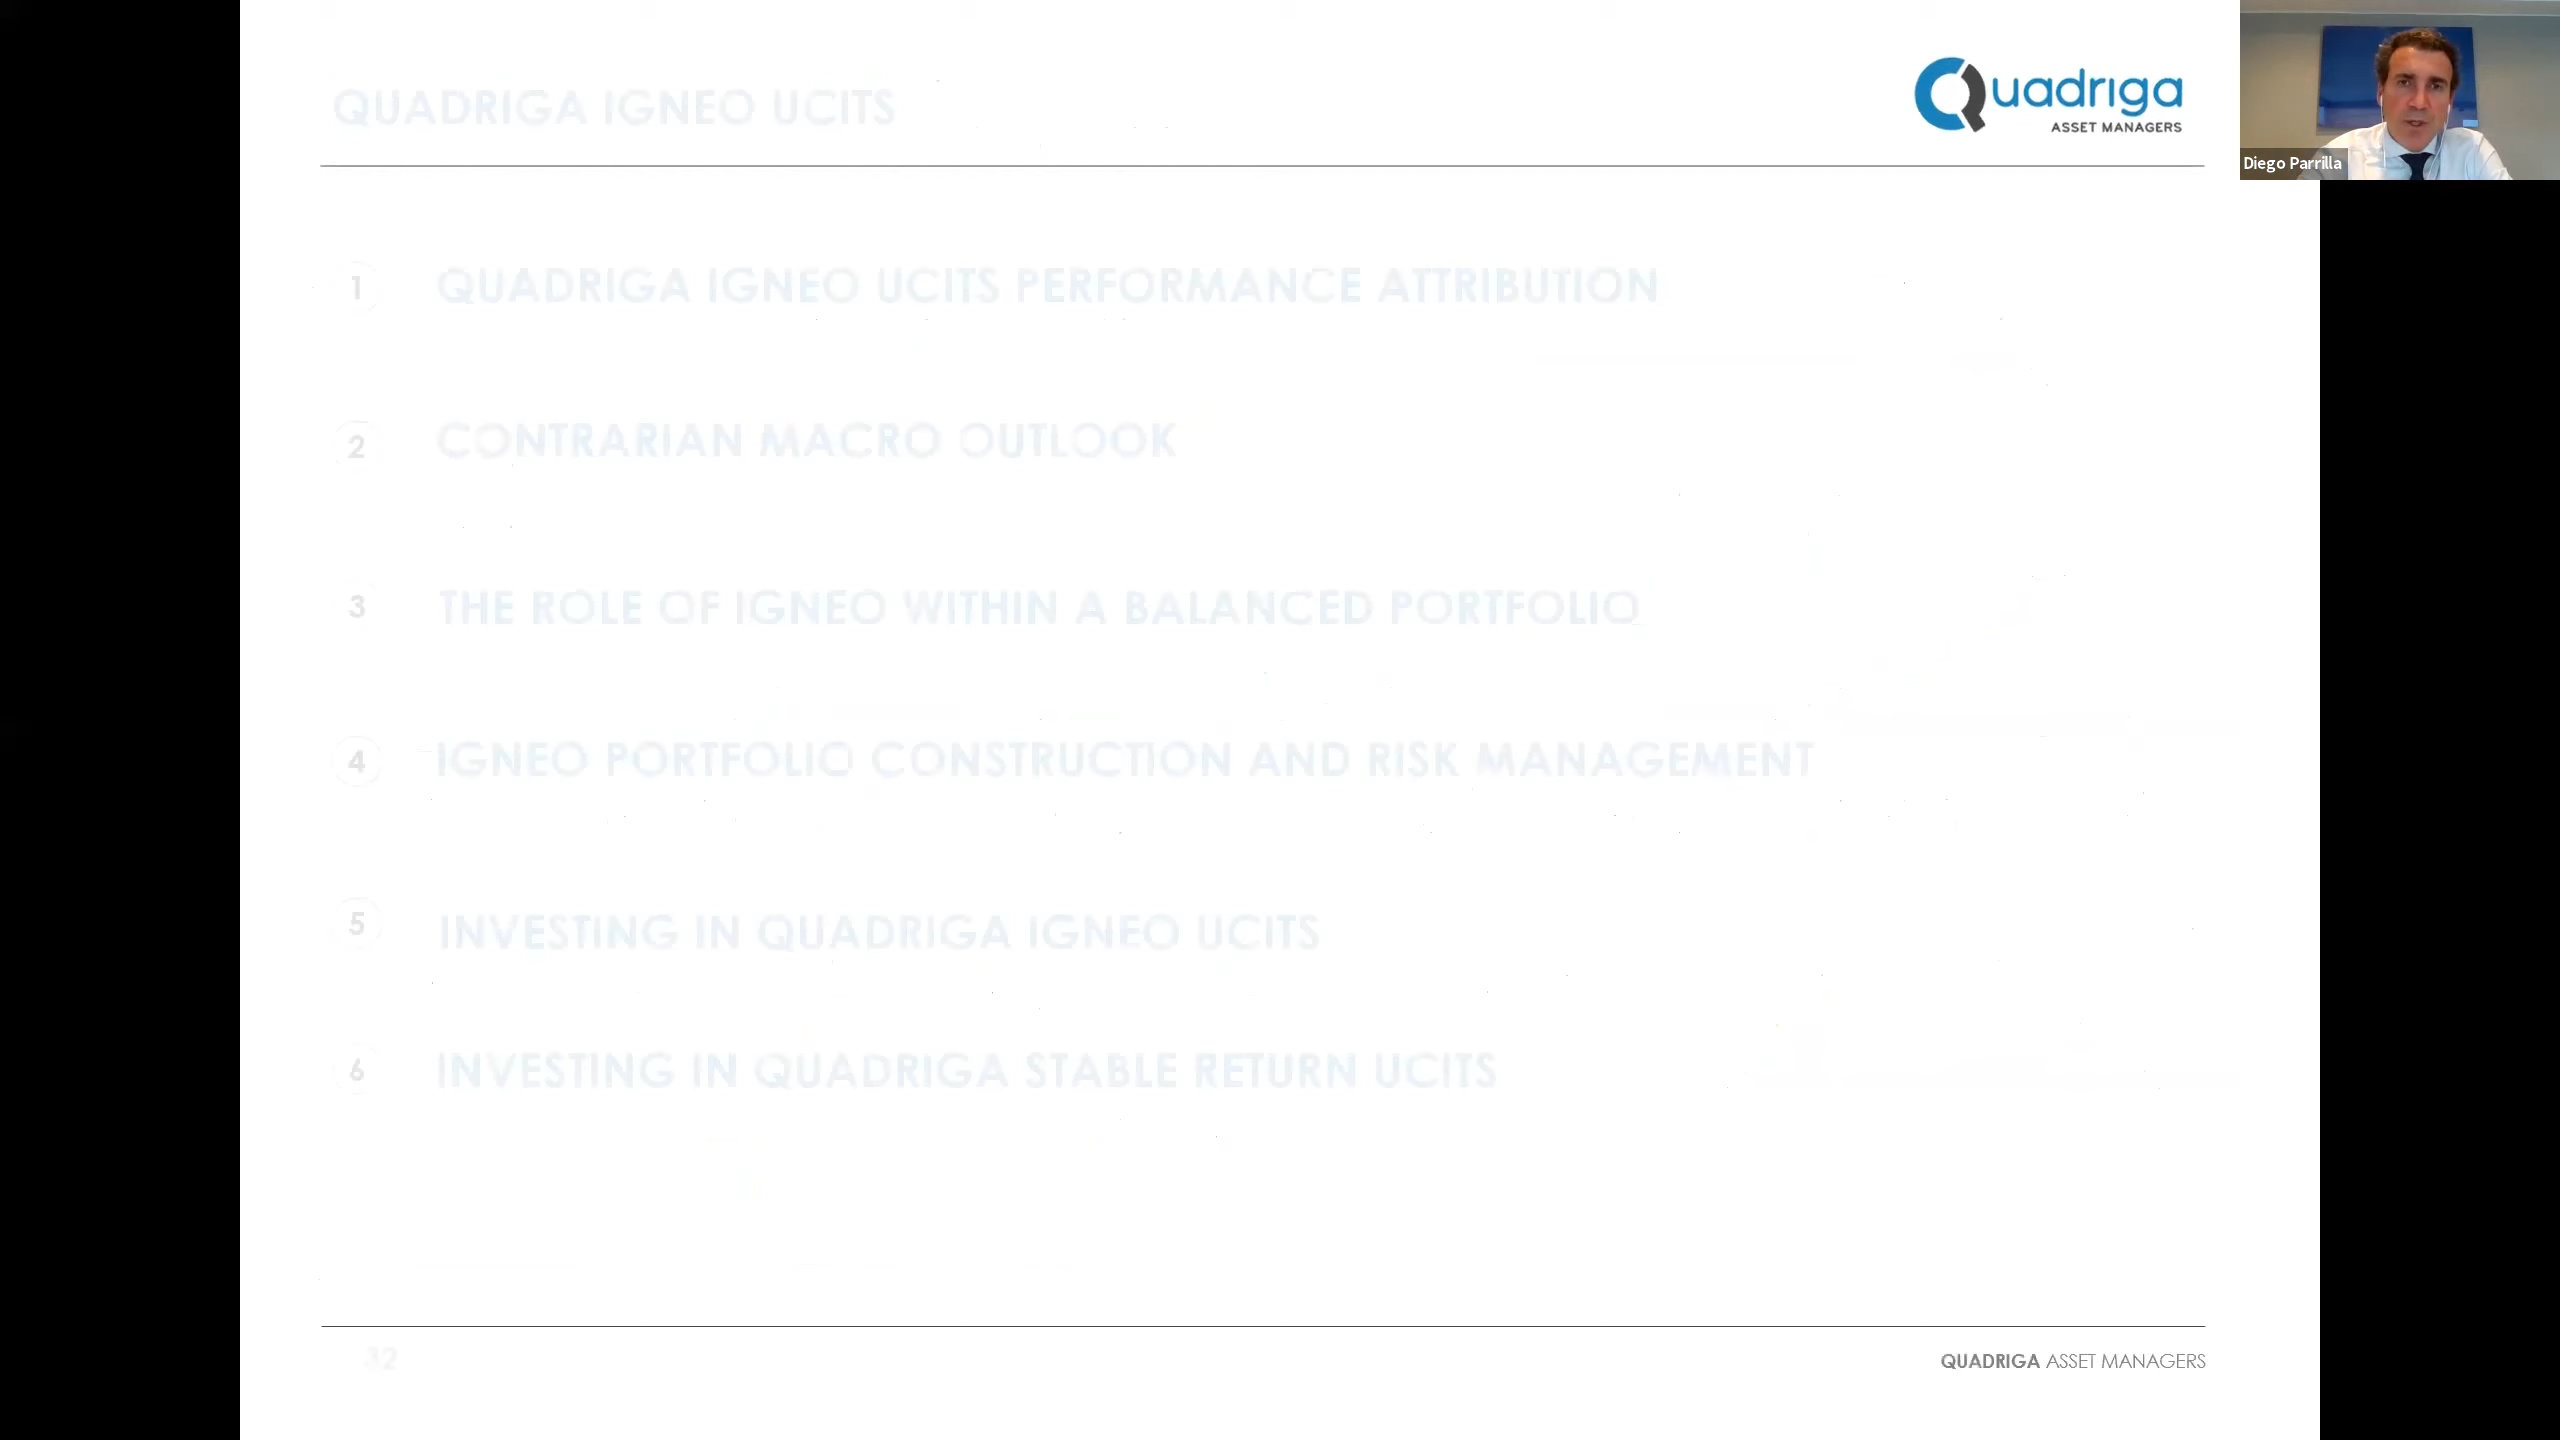 QUADRIGA IGNEO UCITS
Quadriga
ASSET MANAGERS
Diego Parrilla
1 QUADRIGA IGNEO UCITS PERFORMANCE ATTRIBUTION
2 CONTRARIAN MACRO OUTLOOK
3 THE ROLE OF IGNEO WITHIN A BALANCED PORTFOLIO
4 IGNEO PORTFOLIO CONSTRUCTION AND RISK MANAGEMENT
5 INVESTING IN QUADRIGA IGNEO UCITS
6 INVESTING IN QUADRIGA STABLE RETURN UCITS
32
QUADRIGA ASSET MANAGERS